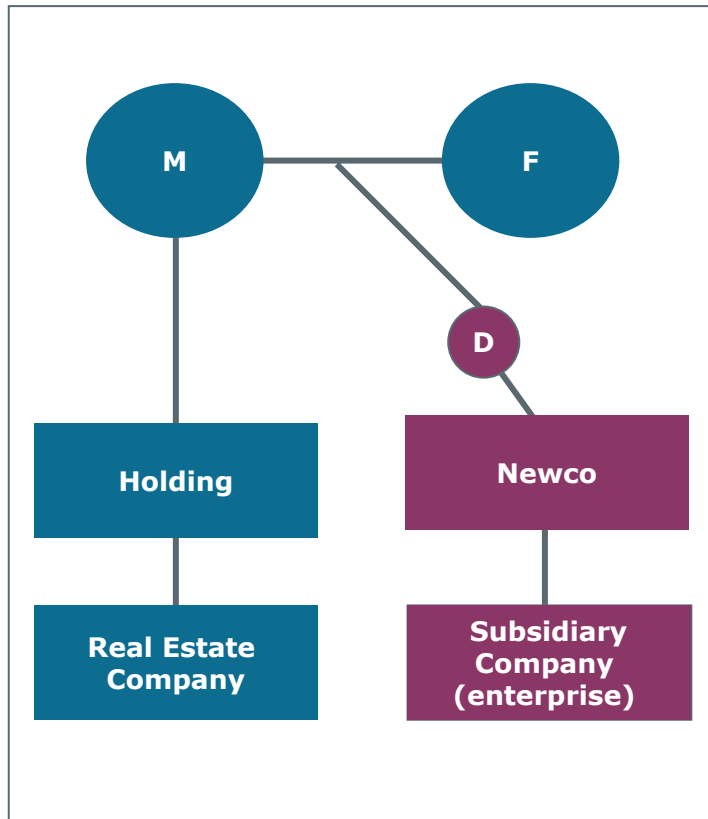 M
F
D
Holding
Newco
Real Estate
Company
Subsidiary
Company
(enterprise)